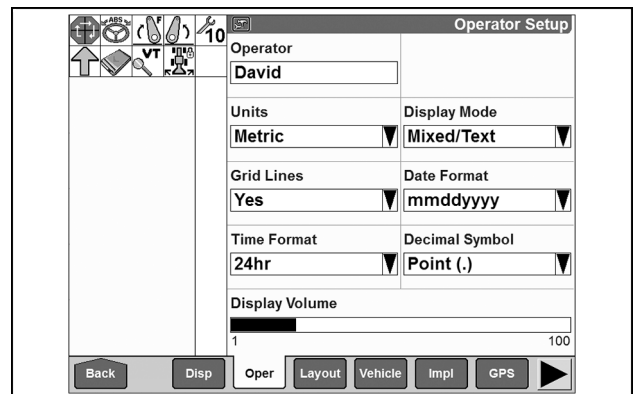 ABS
F
10
Operator Setup
VT
Operator
David
Units
Display Mode
Metric
Mixed/Text
Grid Lines
Date Format
Yes
mmddyyyy
Time Format
Decimal Symbol
24hr
Point (.)
Display Volume
1
100
Back
Disp
Oper
Layout
Vehicle
Impl
GPS